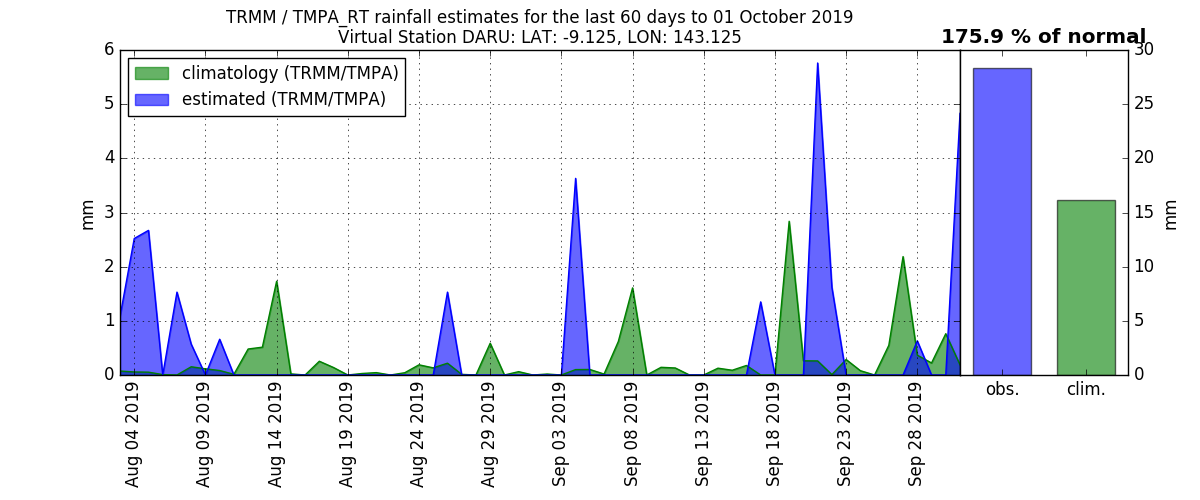 TRMM / TMPA_RT rainfall estimates for the last 60 days to 01 October 2019
Virtual Station DARU: LAT: -9.125, LON: 143.125
175.9 % of normal
climatology (TRMM/TMPA)
estimated (TRMM/TMPA)
6
5
4
3
2
1
0
mm
Aug 04 2019
Aug 09 2019
Aug 14 2019
Aug 19 2019
Aug 24 2019
Aug 29 2019
Sep 03 2019
Sep 08 2019
Sep 13 2019
Sep 18 2019
Sep 23 2019
Sep 28 2019
30
25
20
15
10
5
0
mm
obs.
clim.